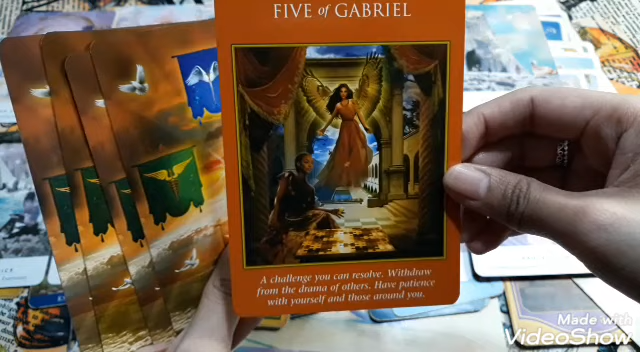 FIVE of GABRIEL
A challenge you can resolve. Withdraw
from the drama of others. Have patience
with yourself and those around you.
Made with
VideoShow